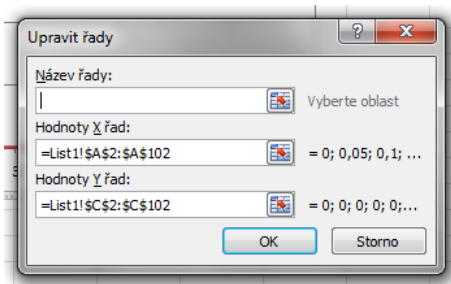 Upravit řady
Název řady:
Vyberte oblast
Hodnoty X řad:
=List1!$A$2:$A$102
= 0; 0,05; 0,1; ...
Hodnoty Y řad:
=List1!$C$2:$C$102
= 0; 0; 0; 0; 0;...
OK
Storno